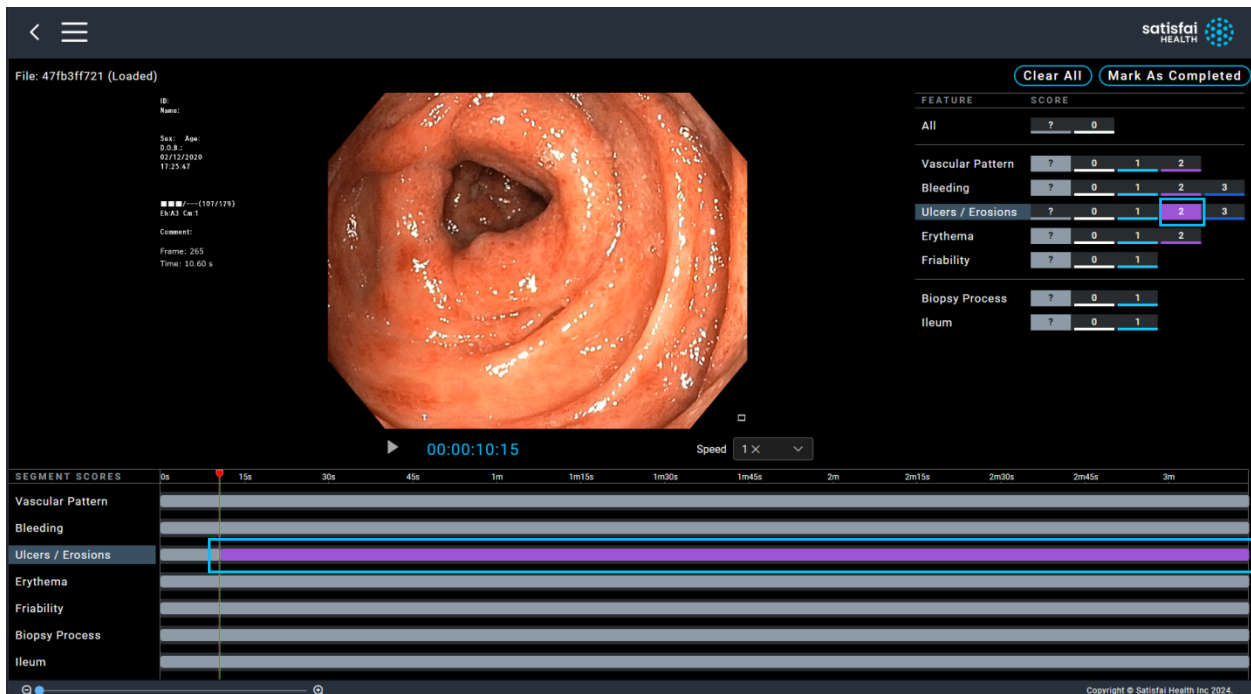 satisfai
HEALTH
File: 47fb3ff721 (Loaded)
Clear All
Mark As Completed
ID:
Name:
Sex: Age:
D.O.B.:
02/12/2020
17:25:47
■■■/---(107/179)
Eh:A3 Cm:1
Comment:
Frame: 265
Time: 10.60 s
FEATURE SCORE
All ? 0
Vascular Pattern ? 0 1 2
Bleeding ? 0 1 2 3
Ulcers / Erosions ? 0 1 2 3
Erythema ? 0 1 2
Friability ? 0 1
Biopsy Process ? 0 1
Ileum ? 0 1
00:00:10:15
Speed 1 ×
SEGMENT SCORES 0s 15s 30s 45s 1m 1m15s 1m30s 1m45s 2m 2m15s 2m30s 2m45s 3m
Vascular Pattern
Bleeding
Ulcers / Erosions
Erythema
Friability
Biopsy Process
Ileum
Copyright © Satisfai Health Inc 2024.